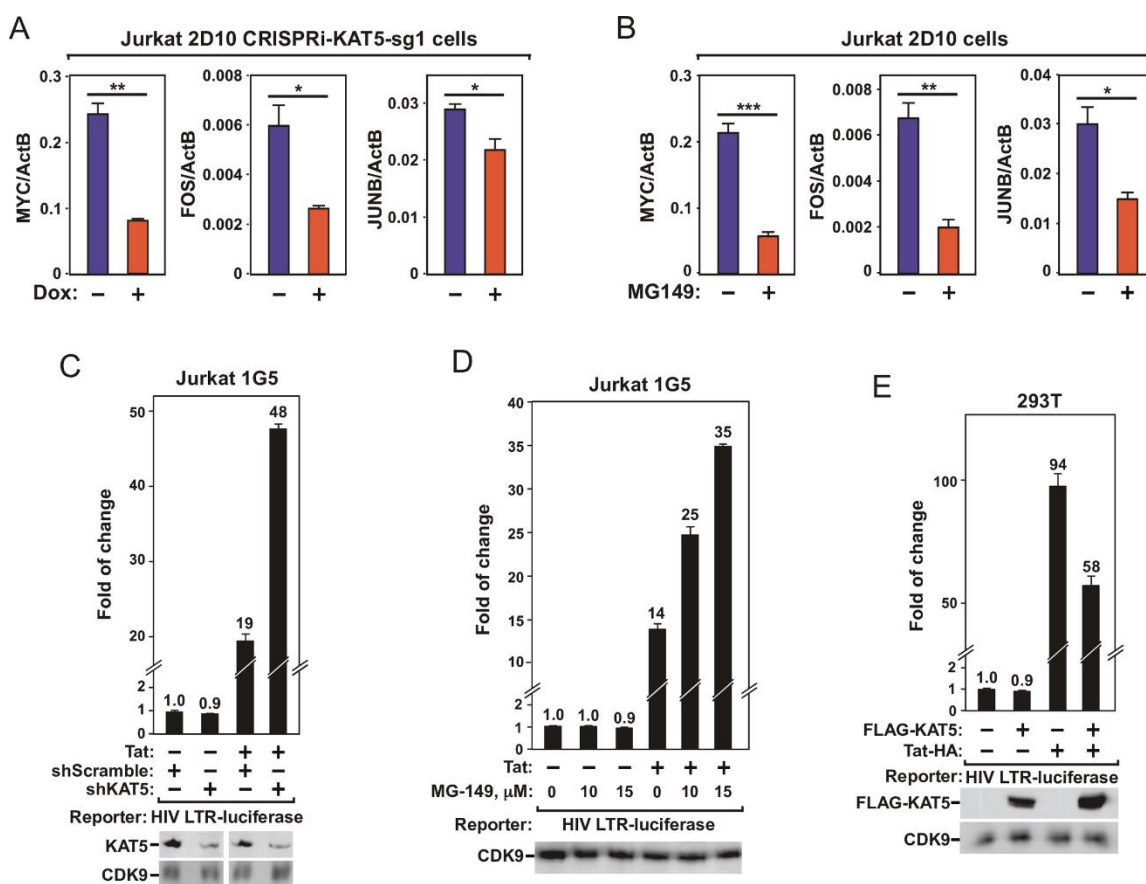 A
Jurkat 2D10 CRISPRi-KAT5-sg1 cells
MYC/ActB
0.3
0.2
0.1
0
**
FOS/ActB
0.008
0.006
0.004
0.002
0
*
JUNB/ActB
0.03
0.02
0.01
0
*
Dox: – + – + – +
B
Jurkat 2D10 cells
MYC/ActB
0.3
0.2
0.1
0
***
FOS/ActB
0.008
0.006
0.004
0.002
0
**
JUNB/ActB
0.04
0.03
0.02
0.01
0
*
MG149: – + – + – +
C
Jurkat 1G5
Fold of change
50
40
30
20
2
1
0
1.0 0.9 19 48
Tat: – – + +
shScramble: + – + –
shKAT5: – + – +
Reporter: HIV LTR-luciferase
KAT5
CDK9
D
Jurkat 1G5
Fold of change
40
35
30
25
20
15
10
2
1
0
1.0 1.0 0.9 14 25 35
Tat: – – – + + +
MG-149, μM: 0 10 15 0 10 15
Reporter: HIV LTR-luciferase
CDK9
E
293T
Fold of change
100
50
2
1
0
1.0 0.9 94 58
FLAG-KAT5: – + – +
Tat-HA: – – + +
Reporter: HIV LTR-luciferase
FLAG-KAT5
CDK9